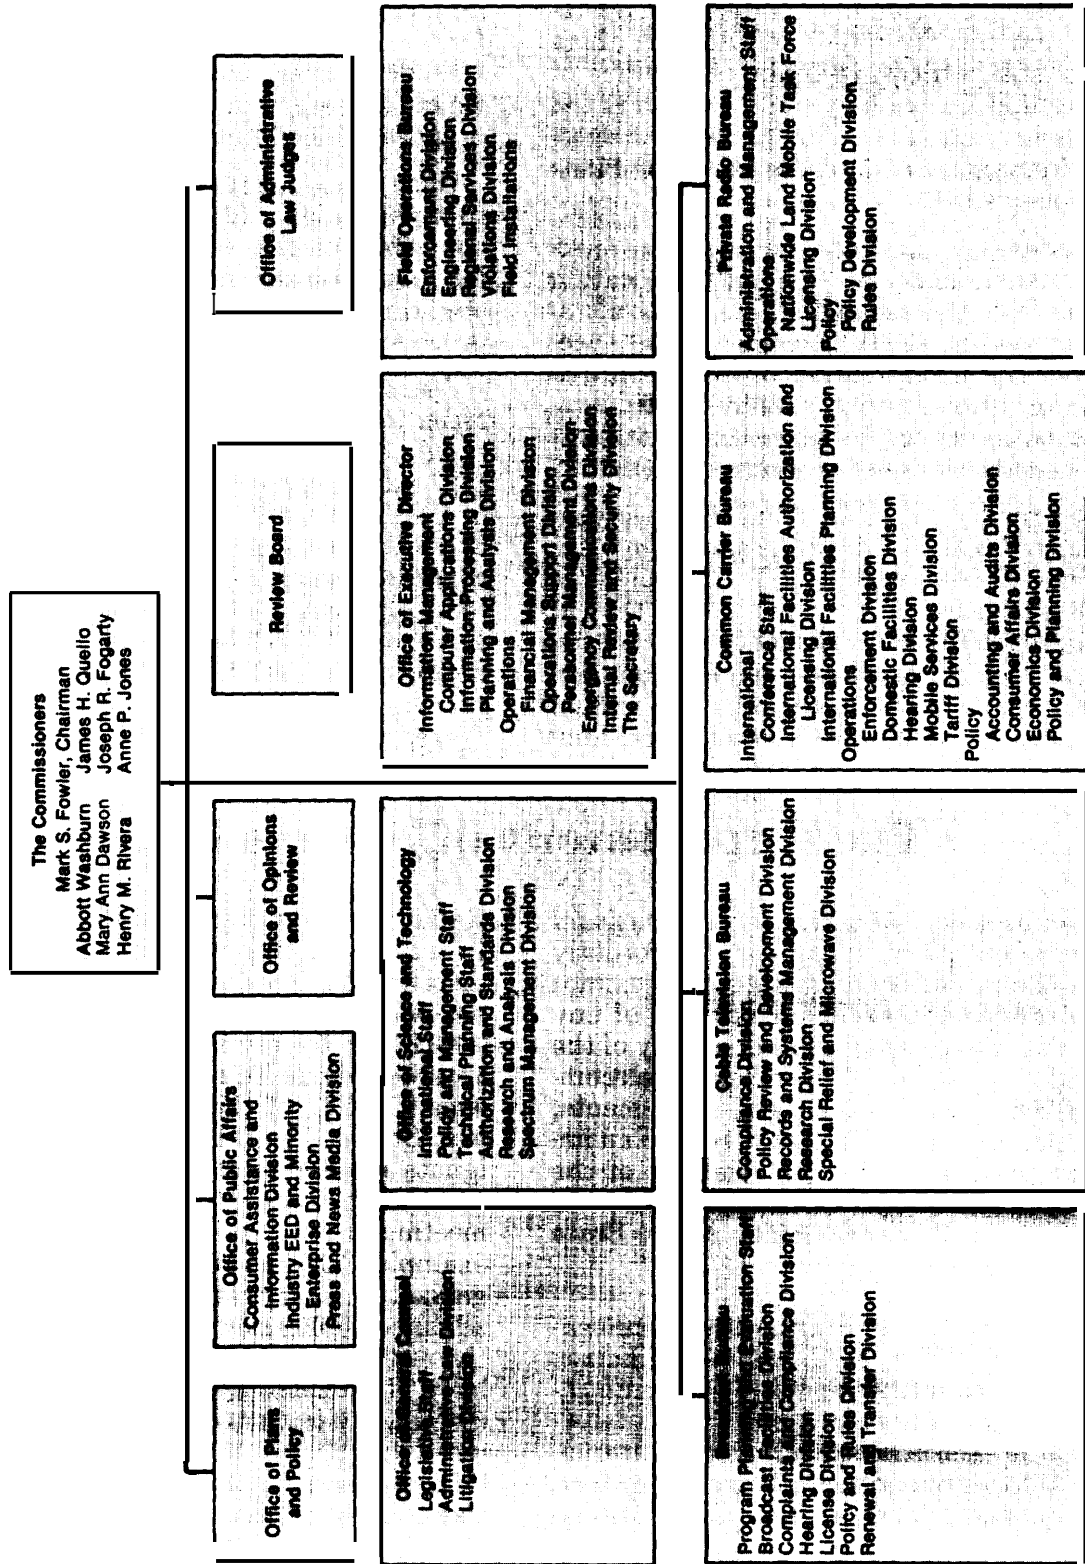 The Commissioners
Mark S. Fowler, Chairman
Abbott Washburn James H. Quello
Mary Ann Dawson Joseph R. Fogarty
Henry M. Rivera Anne P. Jones
Office of Plans
and Policy
Office of Public Affairs
Consumer Assistance and
Information Division
Industry EED and Minority
Enterprise Division
Press and News Media Division
Office of Opinions
and Review
Review Board
Office of Administrative
Law Judges
Office of General Counsel
Legislative Staff
Administrative Law Division
Litigation Division
Office of Science and Technology
International Staff
Policy and Management Staff
Technical Planning Staff
Authorization and Standards Division
Research and Analysis Division
Spectrum Management Division
Office of Executive Director
Information Management
Computer Applications Division
Information Processing Division
Planning and Analysis Division
Operations
Financial Management Division
Operations Support Division
Personnel Management Division
Emergency Communications Division
Internal Review and Security Division
The Secretary
Field Operations Bureau
Enforcement Division
Engineering Division
Regional Services Division
Violations Division
Field Installations
Broadcast Bureau
Program Planning and Evaluation Staff
Broadcast Facilities Division
Complaints and Compliance Division
Hearing Division
License Division
Policy and Rules Division
Renewal and Transfer Division
Cable Television Bureau
Compliance Division
Policy Review and Development Division
Records and Systems Management Division
Research Division
Special Relief and Microwave Division
Common Carrier Bureau
International
Conference Staff
International Facilities Authorization and
Licensing Division
International Facilities Planning Division
Operations
Enforcement Division
Domestic Facilities Division
Hearing Division
Mobile Services Division
Tariff Division
Policy
Accounting and Audits Division
Consumer Affairs Division
Economics Division
Policy and Planning Division
Private Radio Bureau
Administration and Management Staff
Operations
Nationwide Land Mobile Task Force
Licensing Division
Policy
Policy Development Division
Rules Division